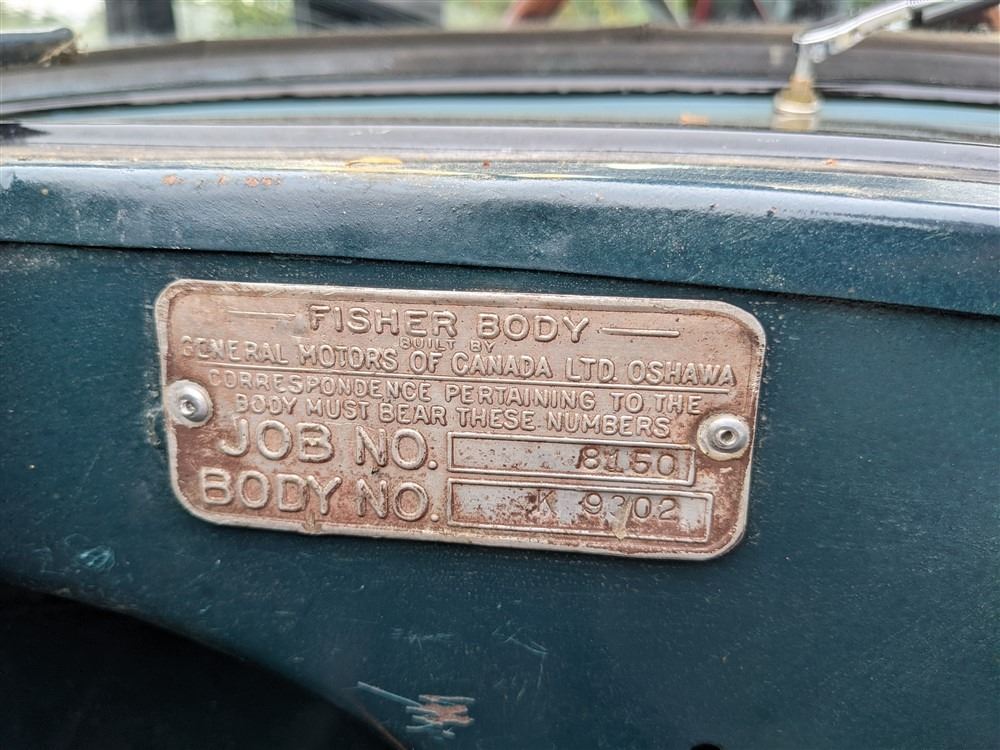 FISHER BODY
BUILT BY
GENERAL MOTORS OF CANADA LTD. OSHAWA
CORRESPONDENCE PERTAINING TO THE
BODY MUST BEAR THESE NUMBERS
JOB NO. 8150
BODY NO. K 9302